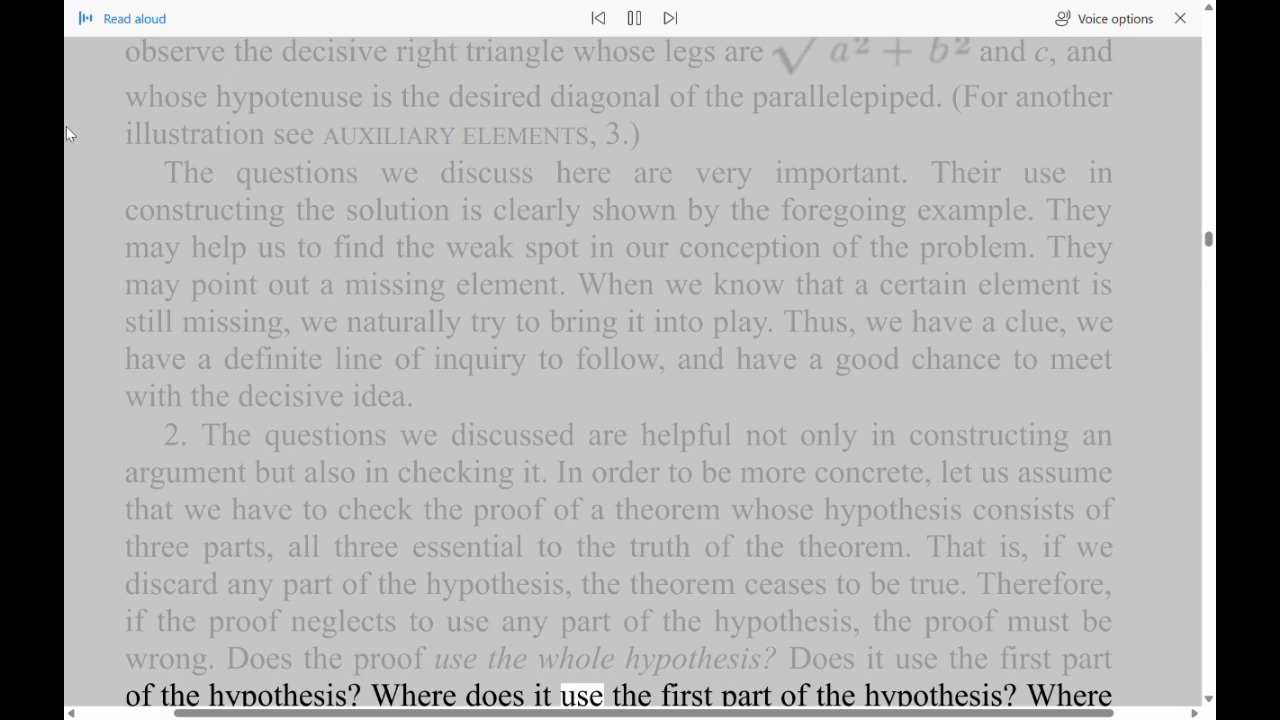 Read aloud
Voice options
observe the decisive right triangle whose legs are √a² + b² and c, and
whose hypotenuse is the desired diagonal of the parallelepiped. (For another
illustration see AUXILIARY ELEMENTS, 3.)
The questions we discuss here are very important. Their use in
constructing the solution is clearly shown by the foregoing example. They
may help us to find the weak spot in our conception of the problem. They
may point out a missing element. When we know that a certain element is
still missing, we naturally try to bring it into play. Thus, we have a clue, we
have a definite line of inquiry to follow, and have a good chance to meet
with the decisive idea.
2. The questions we discussed are helpful not only in constructing an
argument but also in checking it. In order to be more concrete, let us assume
that we have to check the proof of a theorem whose hypothesis consists of
three parts, all three essential to the truth of the theorem. That is, if we
discard any part of the hypothesis, the theorem ceases to be true. Therefore,
if the proof neglects to use any part of the hypothesis, the proof must be
wrong. Does the proof use the whole hypothesis? Does it use the first part
of the hypothesis? Where does it use the first part of the hypothesis? Where